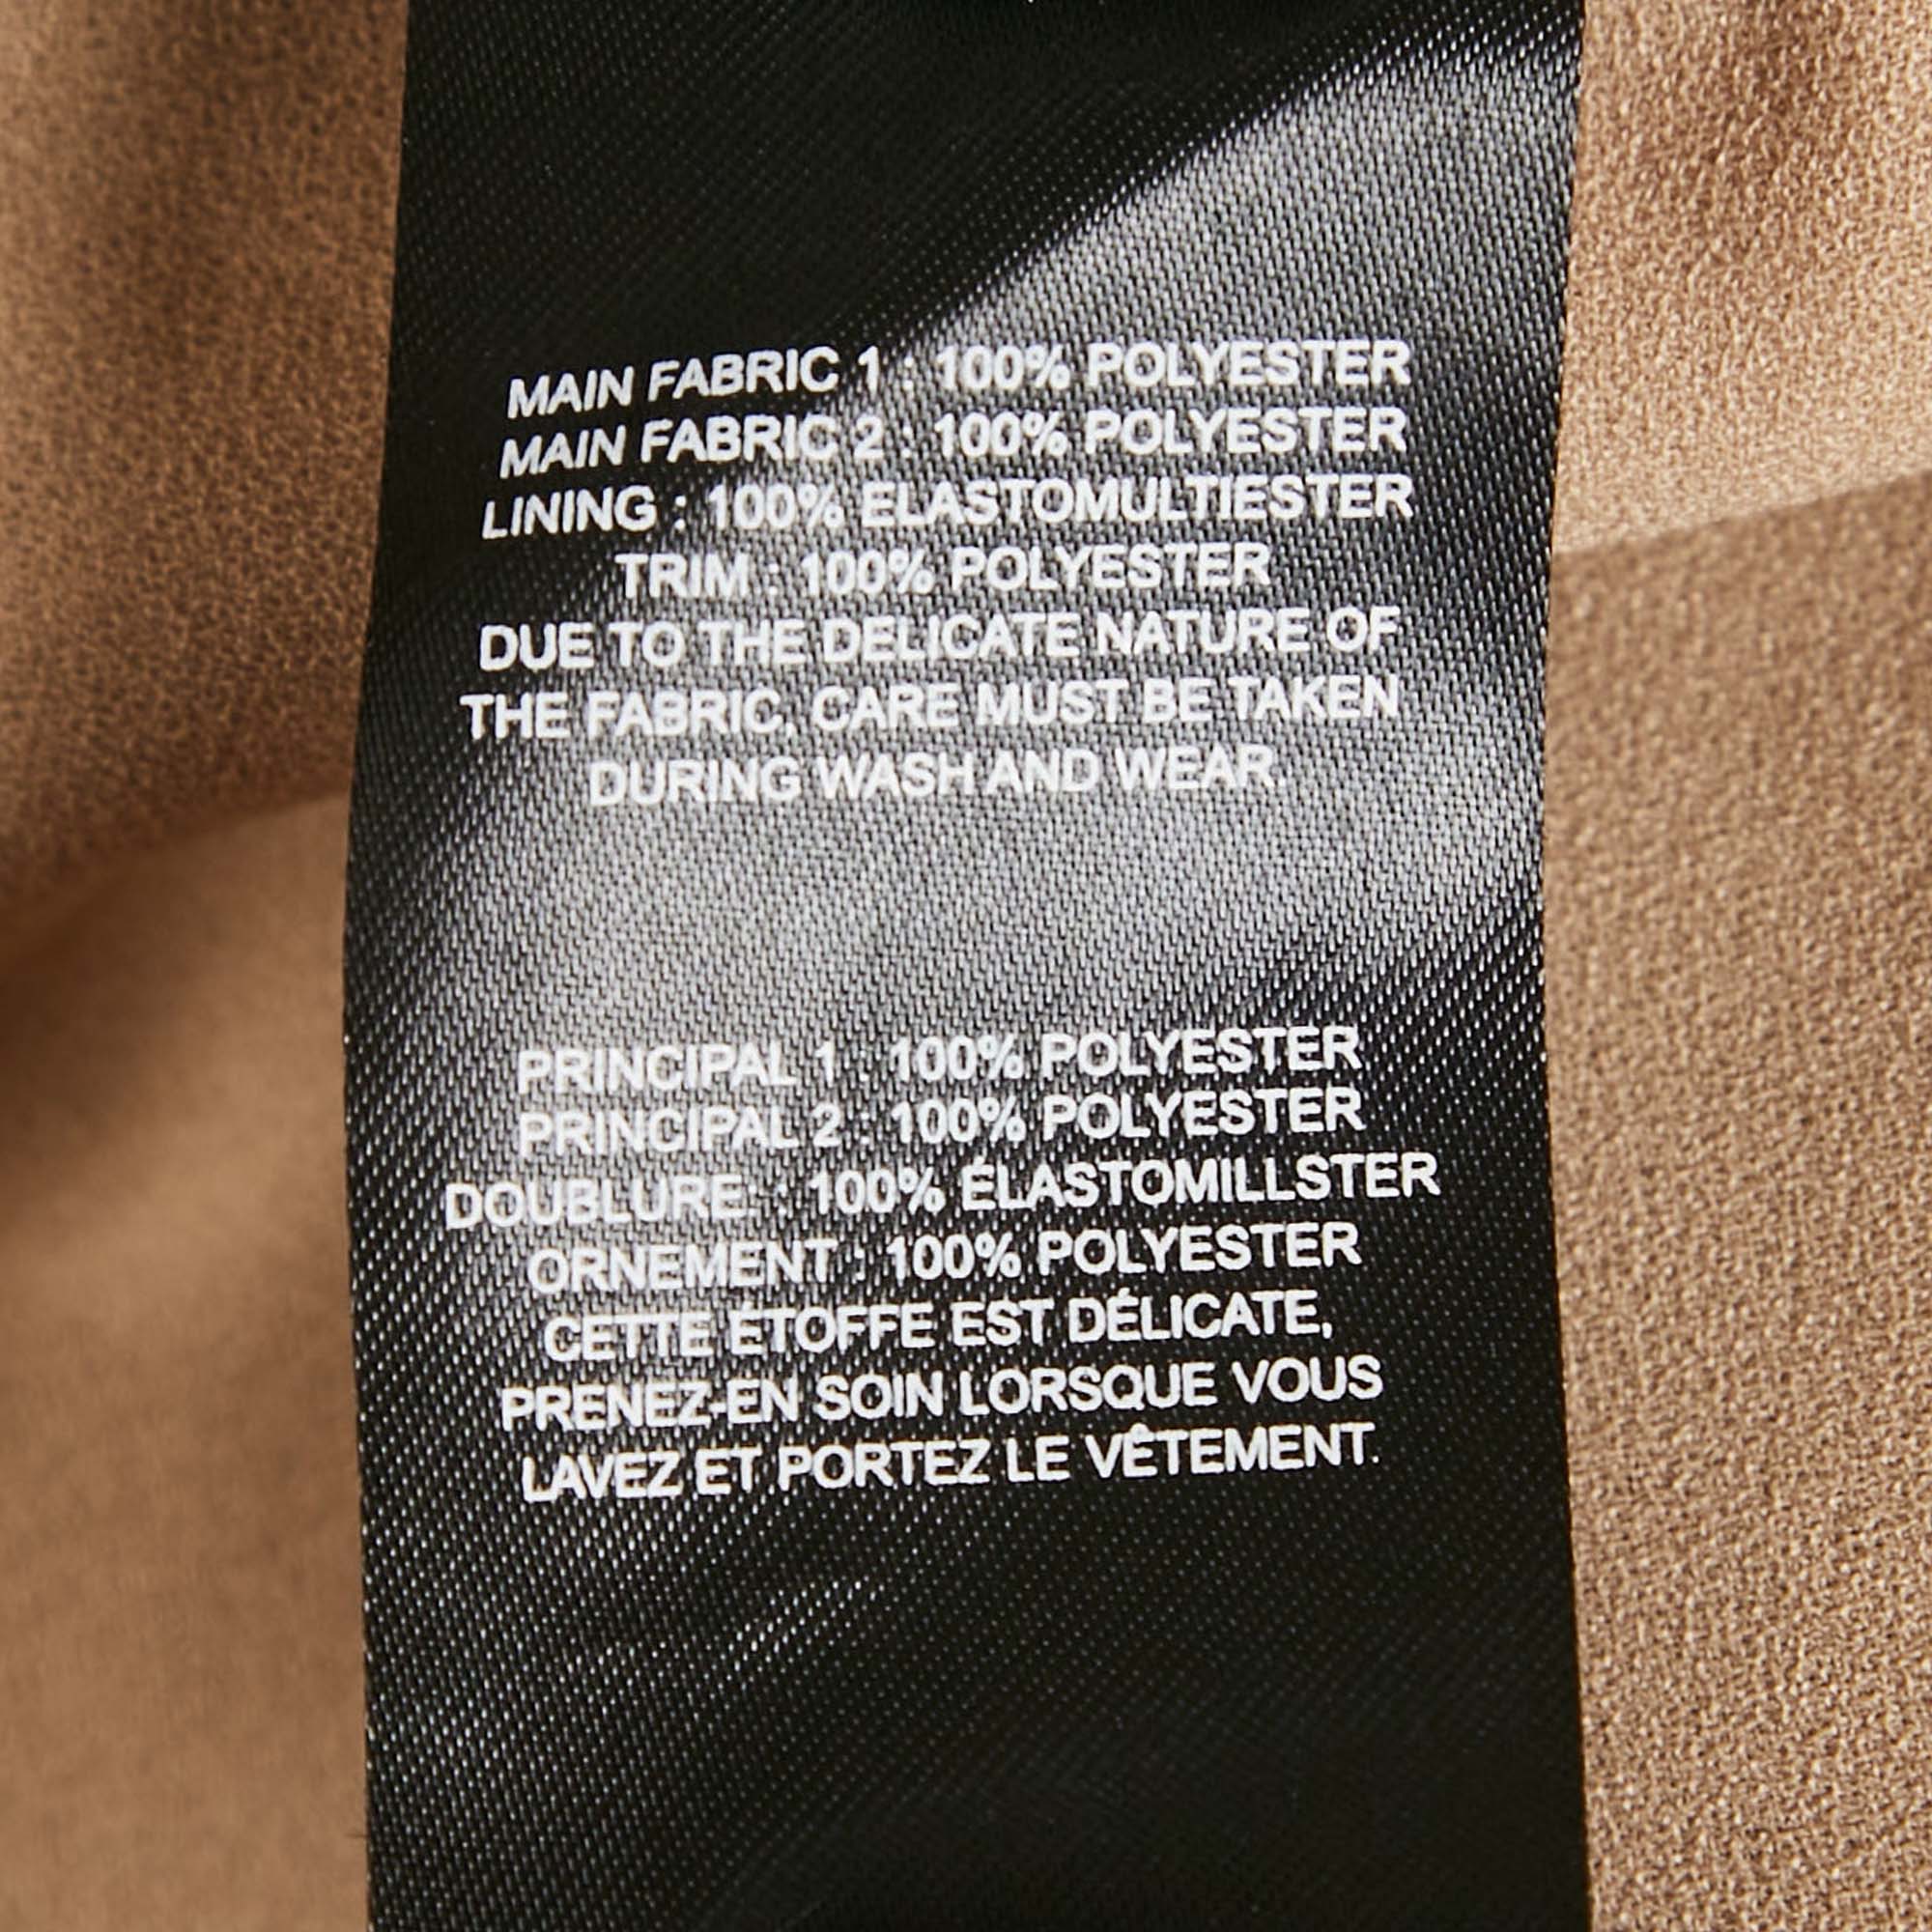 MAIN FABRIC 1 : 100% POLYESTER
MAIN FABRIC 2 : 100% POLYESTER
LINING : 100% ELASTOMULTIESTER
TRIM : 100% POLYESTER
DUE TO THE DELICATE NATURE OF
THE FABRIC, CARE MUST BE TAKEN
DURING WASH AND WEAR.
PRINCIPAL 1 : 100% POLYESTER
PRINCIPAL 2 : 100% POLYESTER
DOUBLURE : 100% ÉLASTOMILLSTER
ORNEMENT : 100% POLYESTER
CETTE ÉTOFFE EST DÉLICATE,
PRENEZ-EN SOIN LORSQUE VOUS
LAVEZ ET PORTEZ LE VÊTEMENT.